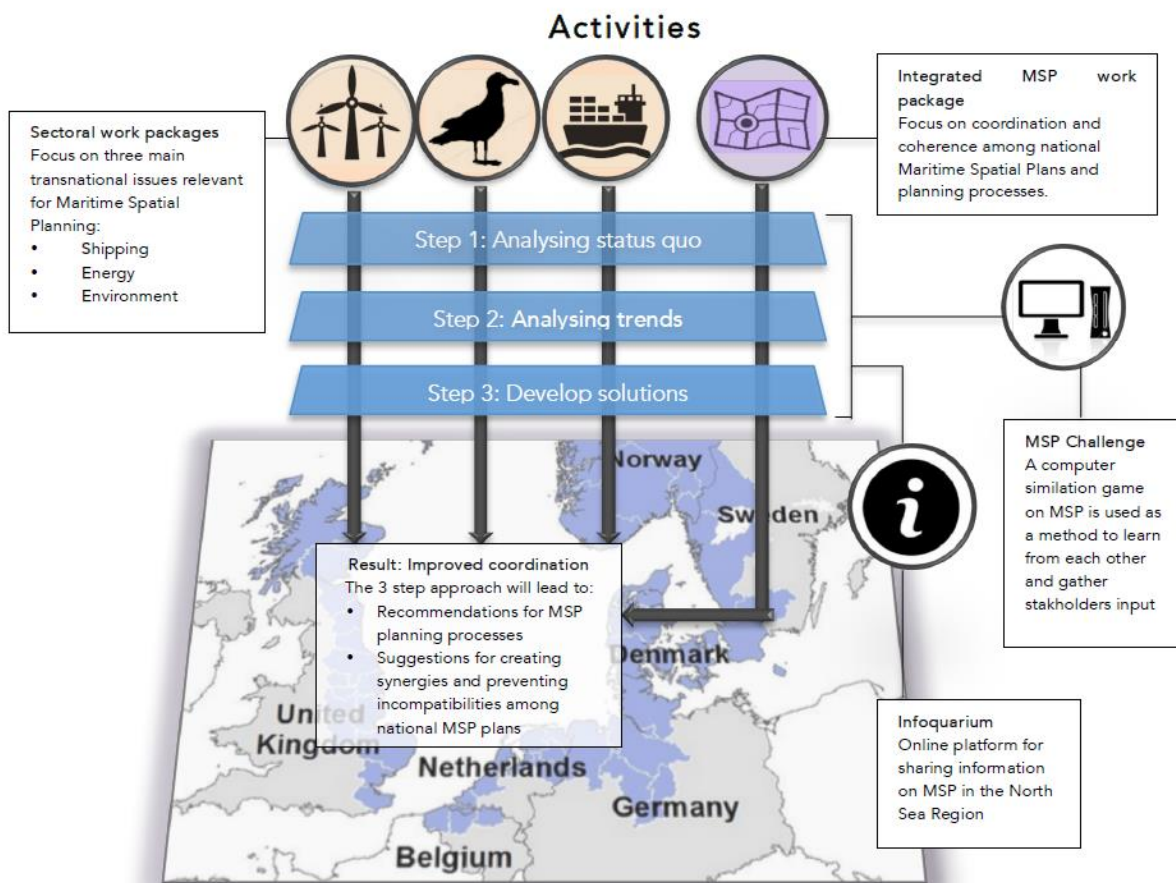 Activities
Sectoral work packages
Focus on three main
transnational issues relevant
for Maritime Spatial
Planning:
• Shipping
• Energy
• Environment
Integrated MSP work
package
Focus on coordination and
coherence among national
Maritime Spatial Plans and
planning processes.
Step 1: Analysing status quo
Step 2: Analysing trends
Step 3: Develop solutions
MSP Challenge
A computer
similation game
on MSP is used as
a method to learn
from each other
and gather
stakholders input
i
Norway
Sweden
Result: Improved coordination
The 3 step approach will lead to:
• Recommendations for MSP
planning processes
• Suggestions for creating
synergies and preventing
incompatibilities among
national MSP plans
Denmark
United
Kingdom
Netherlands
Germany
Belgium
Infoquarium
Online platform for
sharing information
on MSP in the North
Sea Region